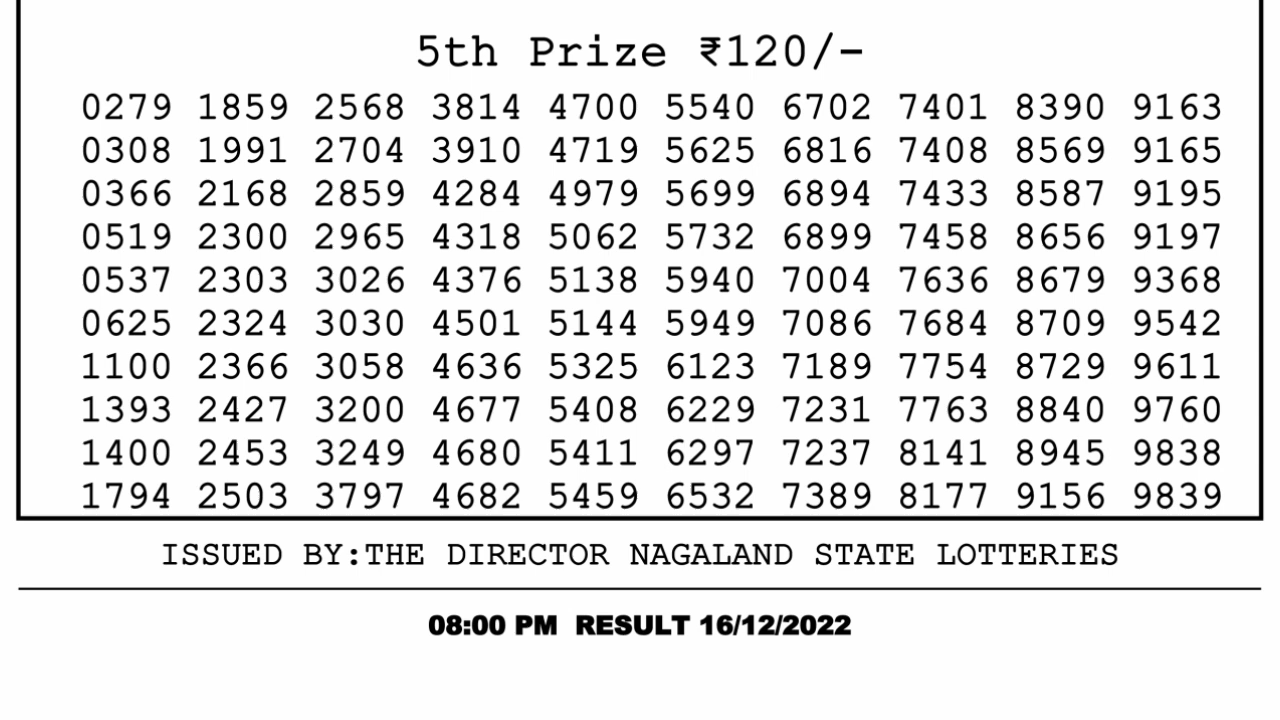 5th Prize ₹120/-
0279 1859 2568 3814 4700 5540 6702 7401 8390 9163
0308 1991 2704 3910 4719 5625 6816 7408 8569 9165
0366 2168 2859 4284 4979 5699 6894 7433 8587 9195
0519 2300 2965 4318 5062 5732 6899 7458 8656 9197
0537 2303 3026 4376 5138 5940 7004 7636 8679 9368
0625 2324 3030 4501 5144 5949 7086 7684 8709 9542
1100 2366 3058 4636 5325 6123 7189 7754 8729 9611
1393 2427 3200 4677 5408 6229 7231 7763 8840 9760
1400 2453 3249 4680 5411 6297 7237 8141 8945 9838
1794 2503 3797 4682 5459 6532 7389 8177 9156 9839
ISSUED BY:THE DIRECTOR NAGALAND STATE LOTTERIES
08:00 PM RESULT 16/12/2022